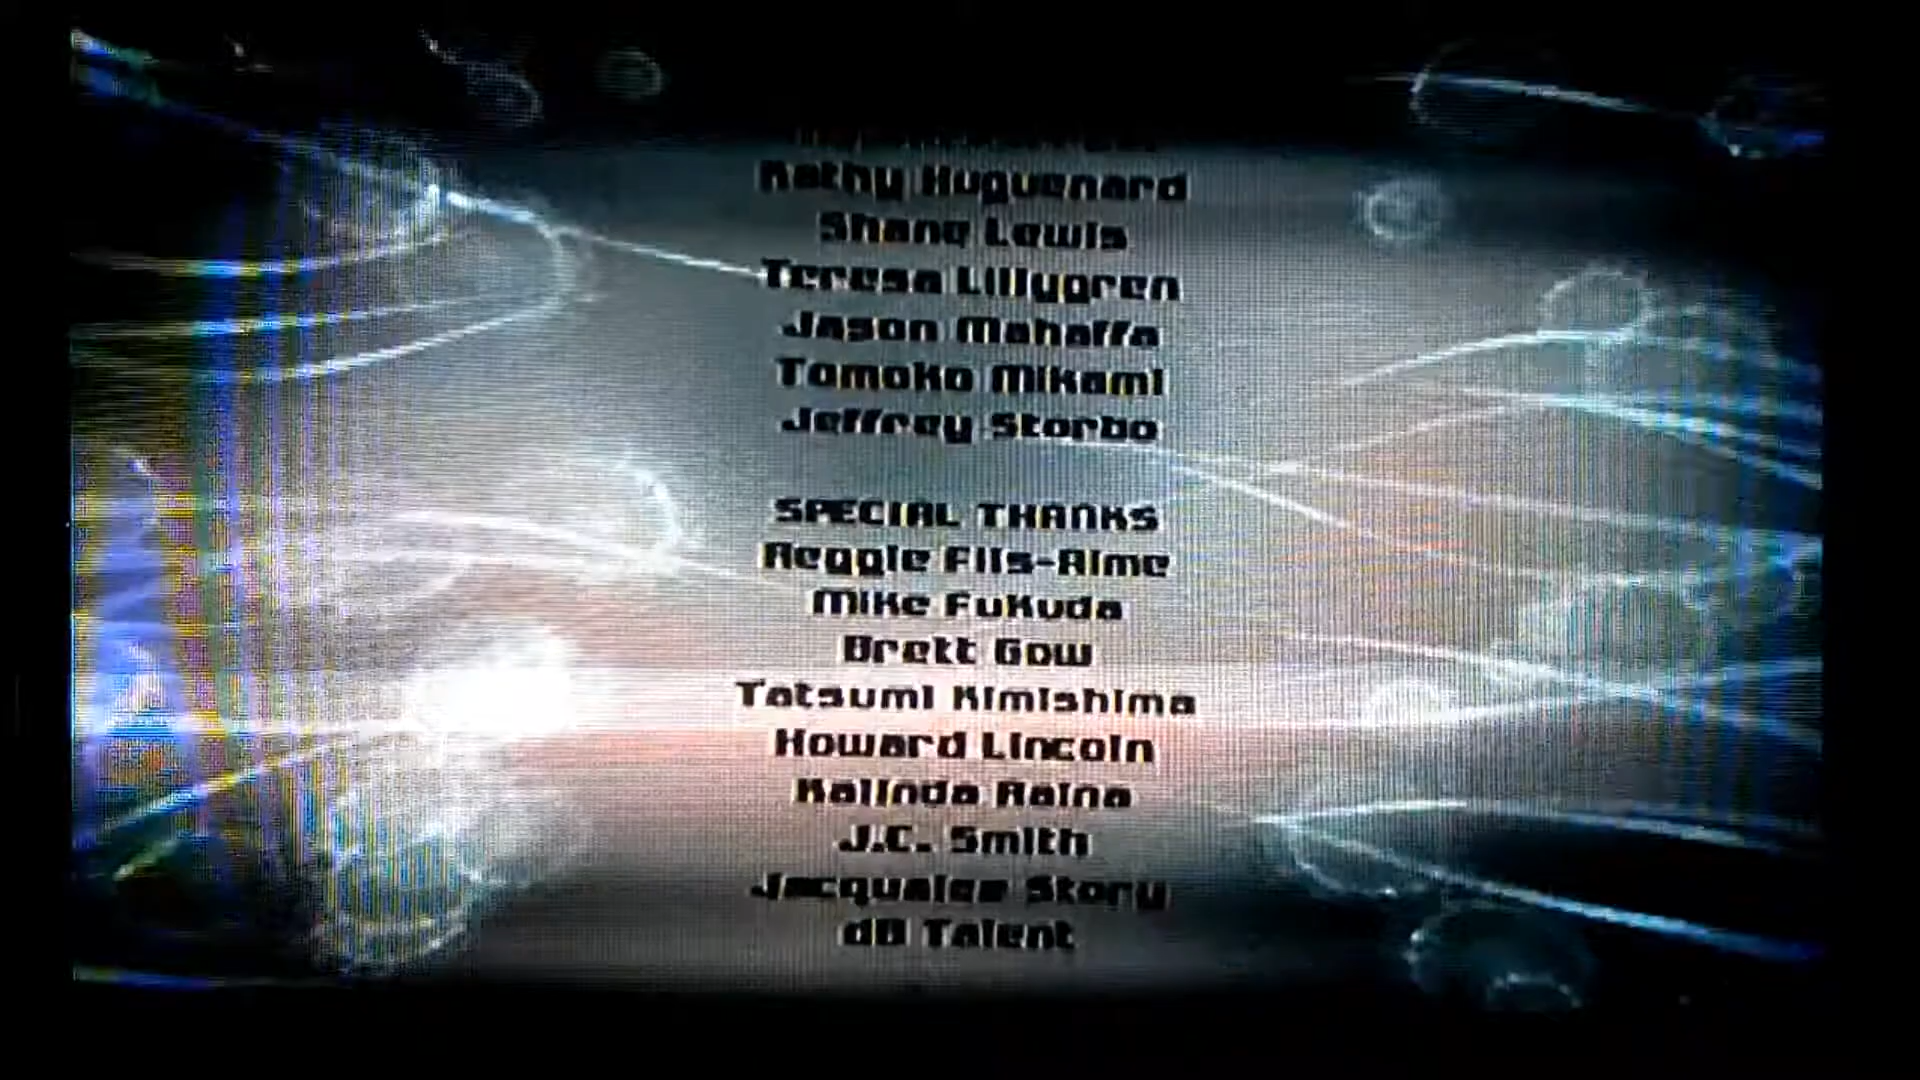 Kathy Huguenard
Shane Lewis
Teresa Lillygren
Jason Mahaffa
Tomoko Mikami
Jeffrey Storbo
SPECIAL THANKS
Reggie Fils-Aime
Mike Fukuda
Brett Gow
Tatsumi Kimishima
Howard Lincoln
Kalinda Raina
J.C. Smith
Jacqualee Story
dB Talent